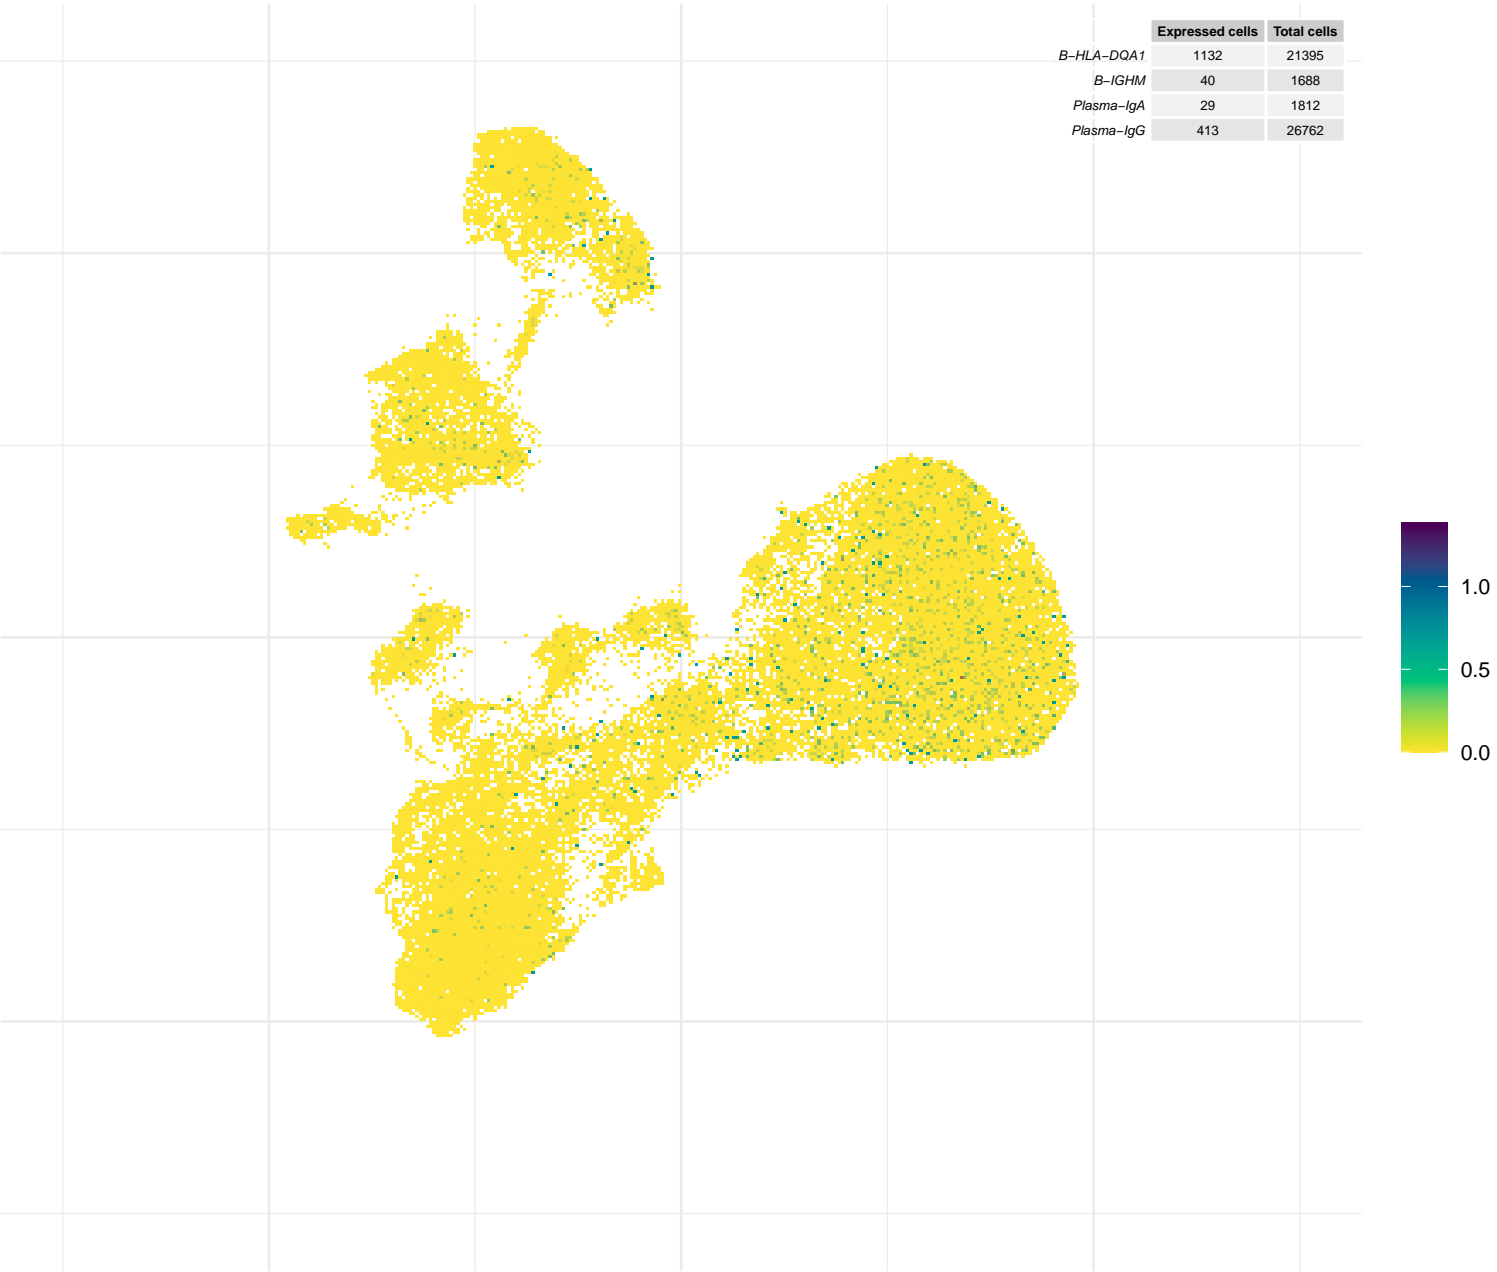 Expressed cells Total cells
B−HLA−DQA1 1132 21395
B−IGHM 40 1688
Plasma−IgA 29 1812
Plasma−IgG 413 26762
1.0
0.5
0.0